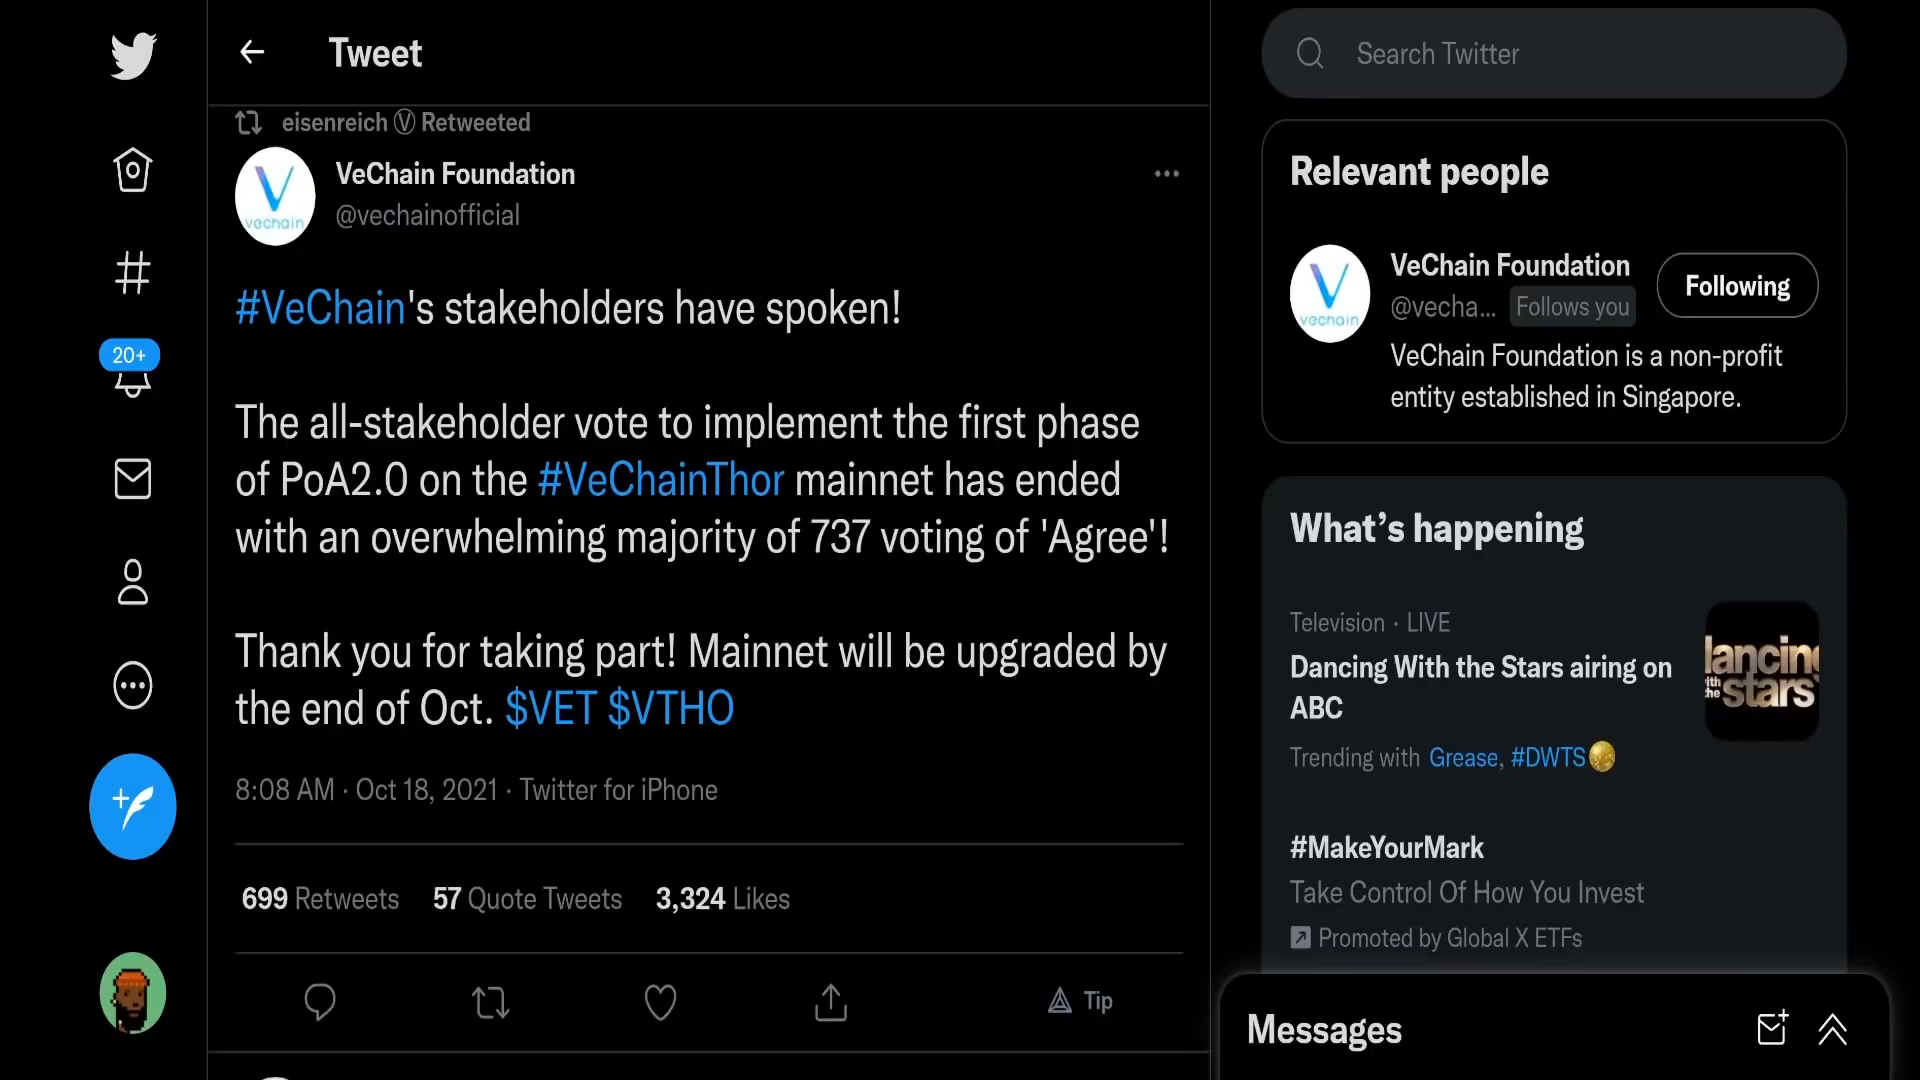 Tweet
Search Twitter
eisenreich Ⓥ Retweeted
VeChain Foundation
@vechainofficial
vechain
#VeChain's stakeholders have spoken!
The all-stakeholder vote to implement the first phase
of PoA2.0 on the #VeChainThor mainnet has ended
with an overwhelming majority of 737 voting of 'Agree'!
Thank you for taking part! Mainnet will be upgraded by
the end of Oct. $VET $VTHO
8:08 AM · Oct 18, 2021 · Twitter for iPhone
699 Retweets 57 Quote Tweets 3,324 Likes
Tip
20+
Relevant people
vechain
VeChain Foundation
@vecha... Follows you
Following
VeChain Foundation is a non-profit
entity established in Singapore.
What's happening
Television · LIVE
Dancing With the Stars airing on
ABC
Trending with Grease, #DWTS
dancing
with the stars
#MakeYourMark
Take Control Of How You Invest
Promoted by Global X ETFs
Messages